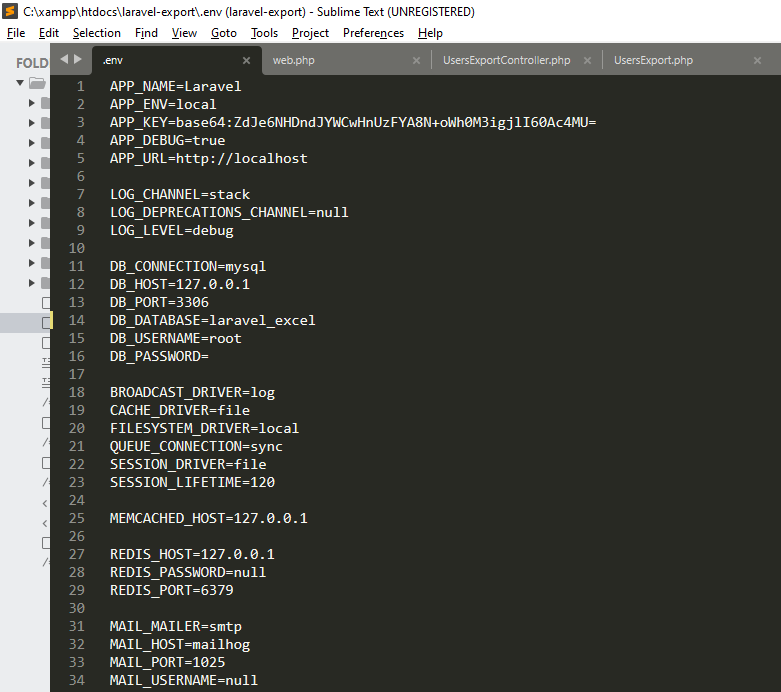 C:\xampp\htdocs\laravel-export\.env (laravel-export) - Sublime Text (UNREGISTERED)
File Edit Selection Find View Goto Tools Project Preferences Help
FOLD
.env × web.php × UsersExportController.php × UsersExport.php ×
1 APP_NAME=Laravel
2 APP_ENV=local
3 APP_KEY=base64:ZdJe6NHDndJYWCwHnUzFYA8N+oWh0M3igjlI60Ac4MU=
4 APP_DEBUG=true
5 APP_URL=http://localhost
6
7 LOG_CHANNEL=stack
8 LOG_DEPRECATIONS_CHANNEL=null
9 LOG_LEVEL=debug
10
11 DB_CONNECTION=mysql
12 DB_HOST=127.0.0.1
13 DB_PORT=3306
14 DB_DATABASE=laravel_excel
15 DB_USERNAME=root
16 DB_PASSWORD=
17
18 BROADCAST_DRIVER=log
19 CACHE_DRIVER=file
20 FILESYSTEM_DRIVER=local
21 QUEUE_CONNECTION=sync
22 SESSION_DRIVER=file
23 SESSION_LIFETIME=120
24
25 MEMCACHED_HOST=127.0.0.1
26
27 REDIS_HOST=127.0.0.1
28 REDIS_PASSWORD=null
29 REDIS_PORT=6379
30
31 MAIL_MAILER=smtp
32 MAIL_HOST=mailhog
33 MAIL_PORT=1025
34 MAIL_USERNAME=null